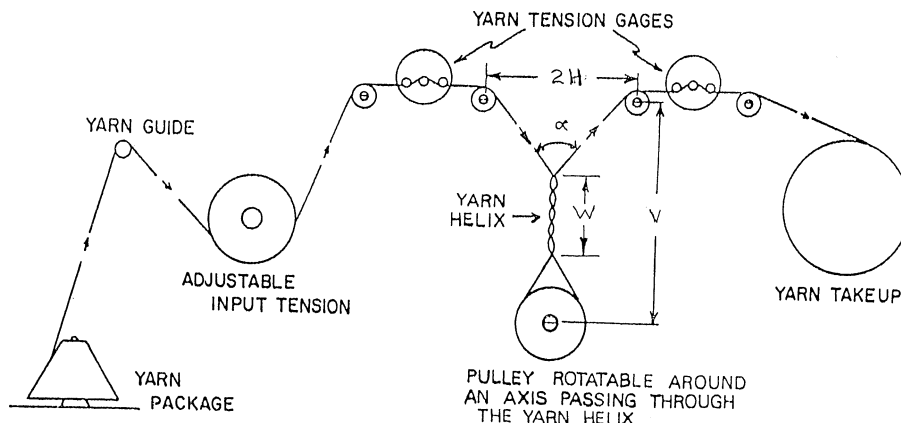 YARN TENSION GAGES
2H
YARN GUIDE
α
YARN
HELIX
W
V
ADJUSTABLE
INPUT TENSION
YARN TAKEUP
YARN
PACKAGE
PULLEY ROTATABLE AROUND
AN AXIS PASSING THROUGH
THE YARN HELIX